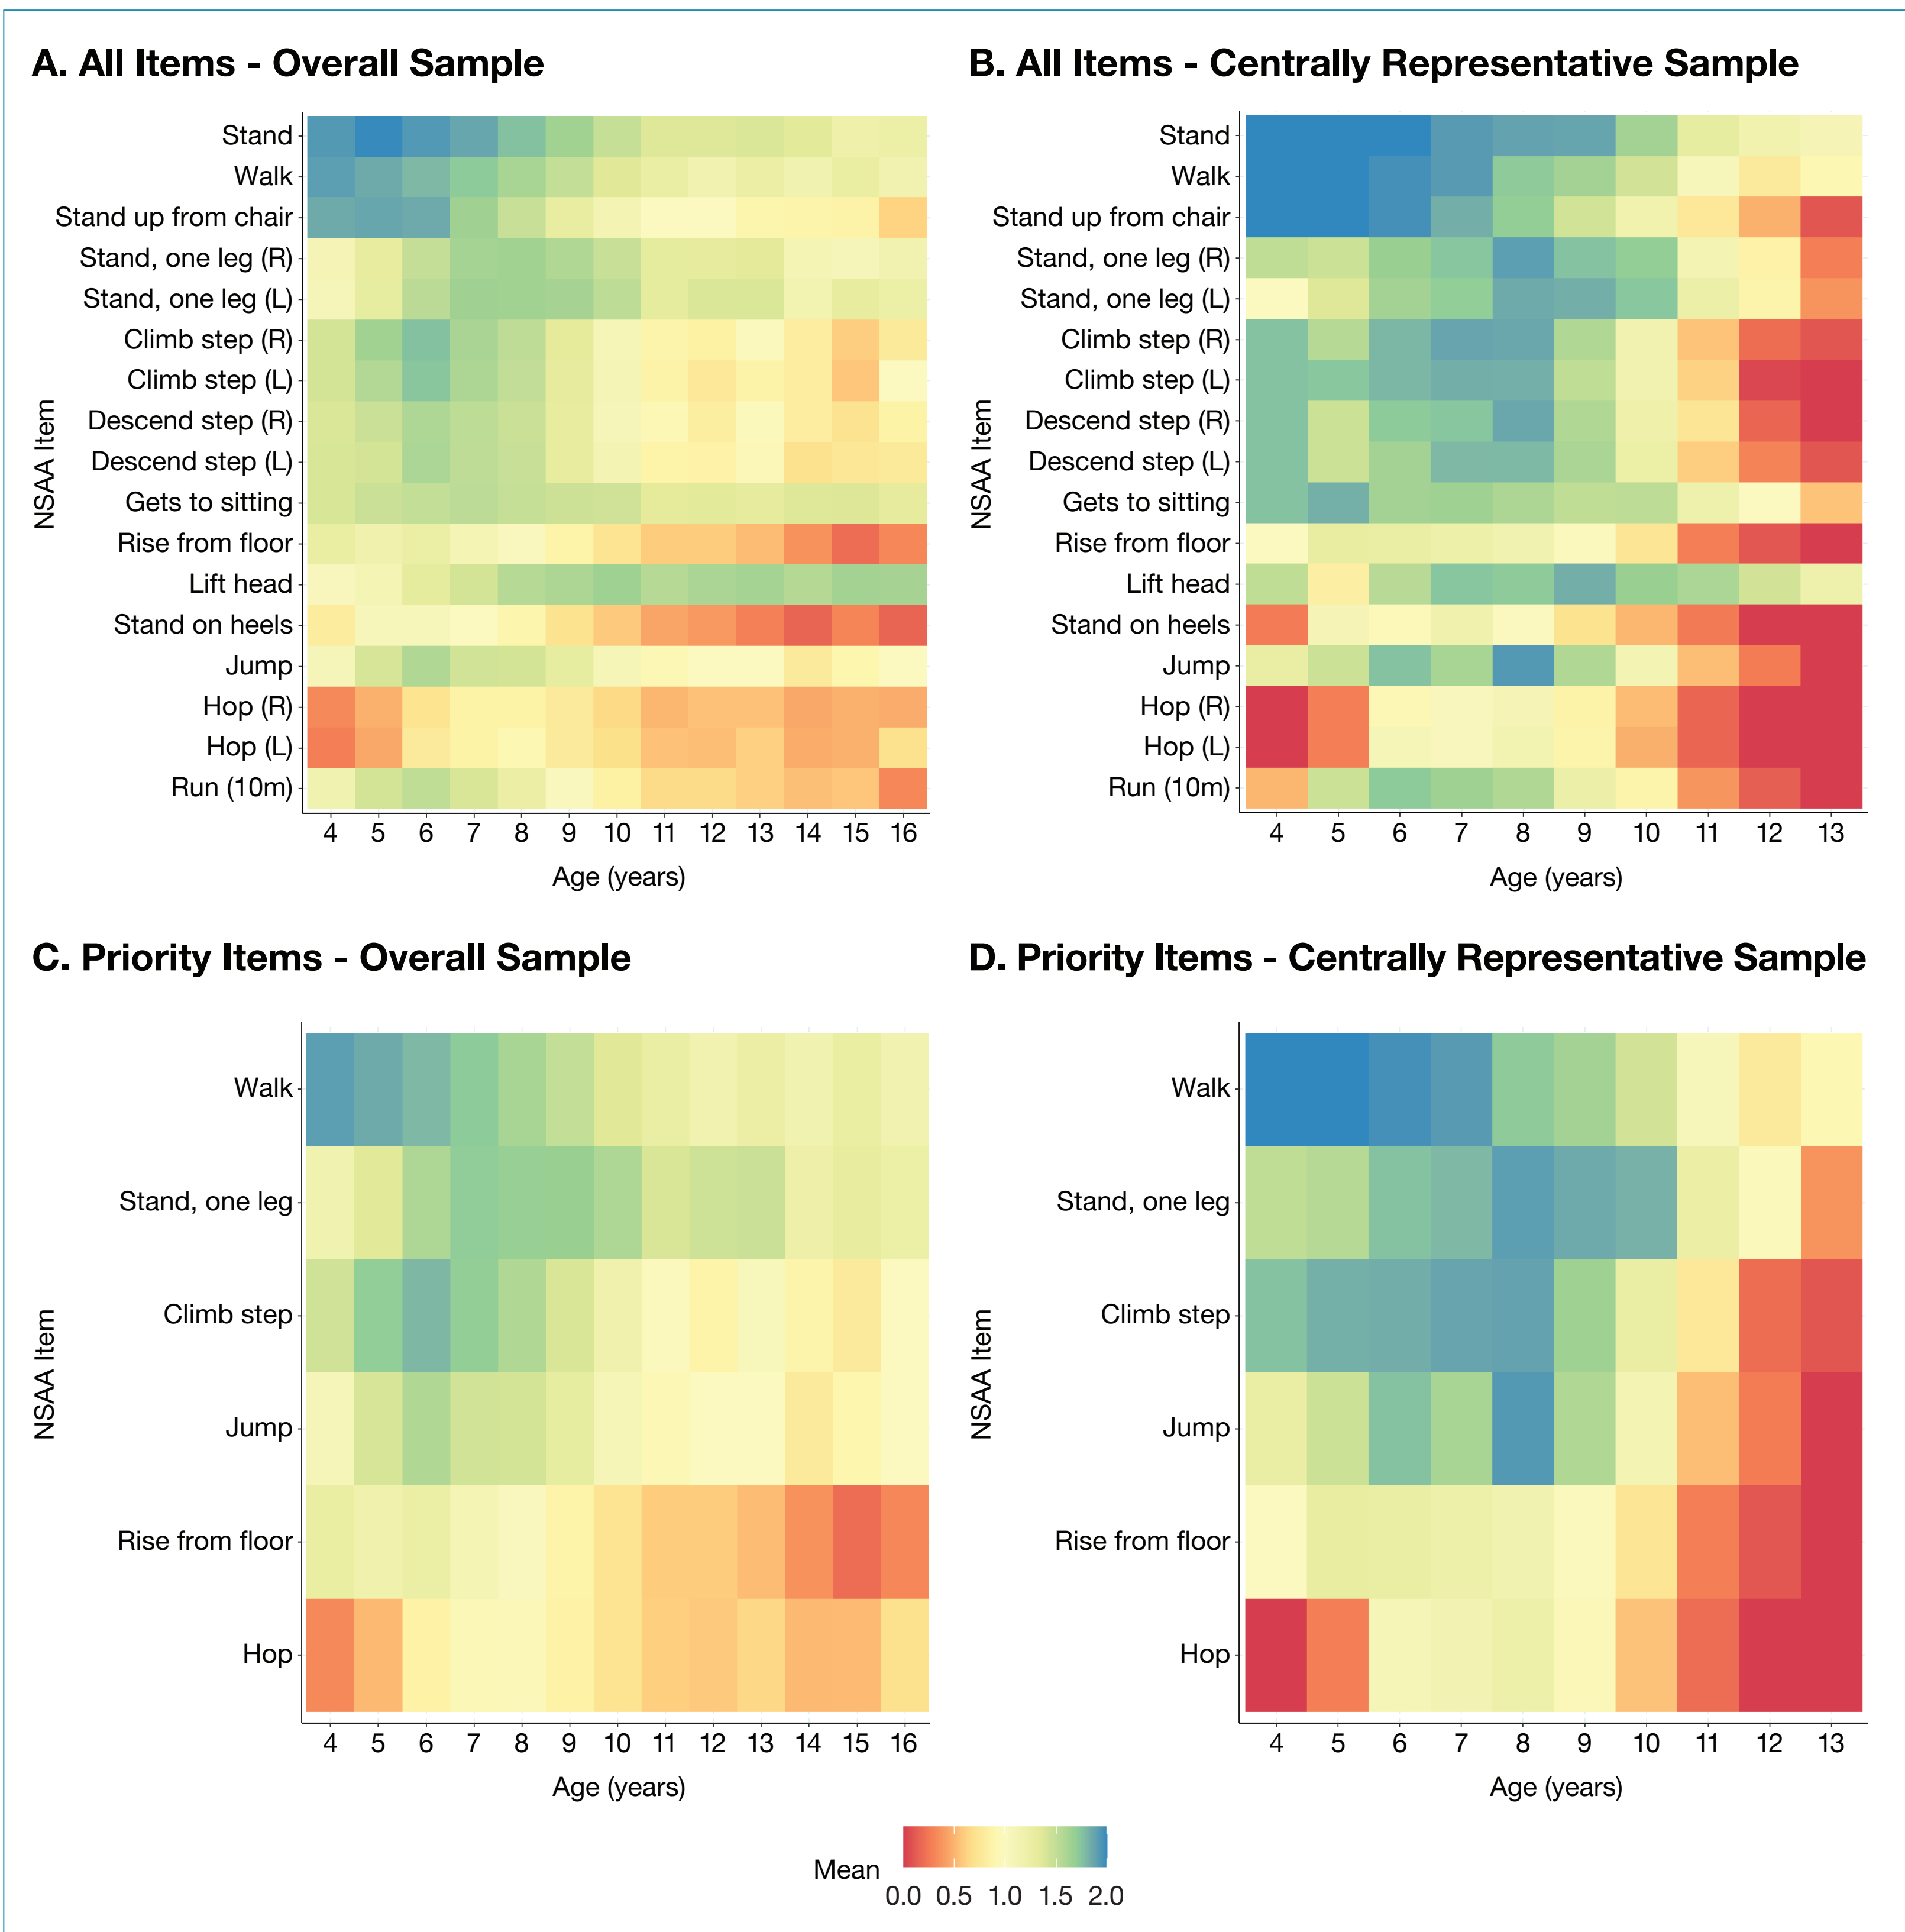 A. All Items - Overall Sample
Stand
Walk
Stand up from chair
Stand, one leg (R)
Stand, one leg (L)
Climb step (R)
Climb step (L)
Descend step (R)
Descend step (L)
Gets to sitting
Rise from floor
Lift head
Stand on heels
Jump
Hop (R)
Hop (L)
Run (10m)
NSAA Item
4 5 6 7 8 9 10 11 12 13 14 15 16
Age (years)
B. All Items - Centrally Representative Sample
Stand
Walk
Stand up from chair
Stand, one leg (R)
Stand, one leg (L)
Climb step (R)
Climb step (L)
Descend step (R)
Descend step (L)
Gets to sitting
Rise from floor
Lift head
Stand on heels
Jump
Hop (R)
Hop (L)
Run (10m)
NSAA Item
4 5 6 7 8 9 10 11 12 13
Age (years)
C. Priority Items - Overall Sample
Walk
Stand, one leg
Climb step
Jump
Rise from floor
Hop
NSAA Item
4 5 6 7 8 9 10 11 12 13 14 15 16
Age (years)
D. Priority Items - Centrally Representative Sample
Walk
Stand, one leg
Climb step
Jump
Rise from floor
Hop
NSAA Item
4 5 6 7 8 9 10 11 12 13
Age (years)
Mean
0.0 0.5 1.0 1.5 2.0